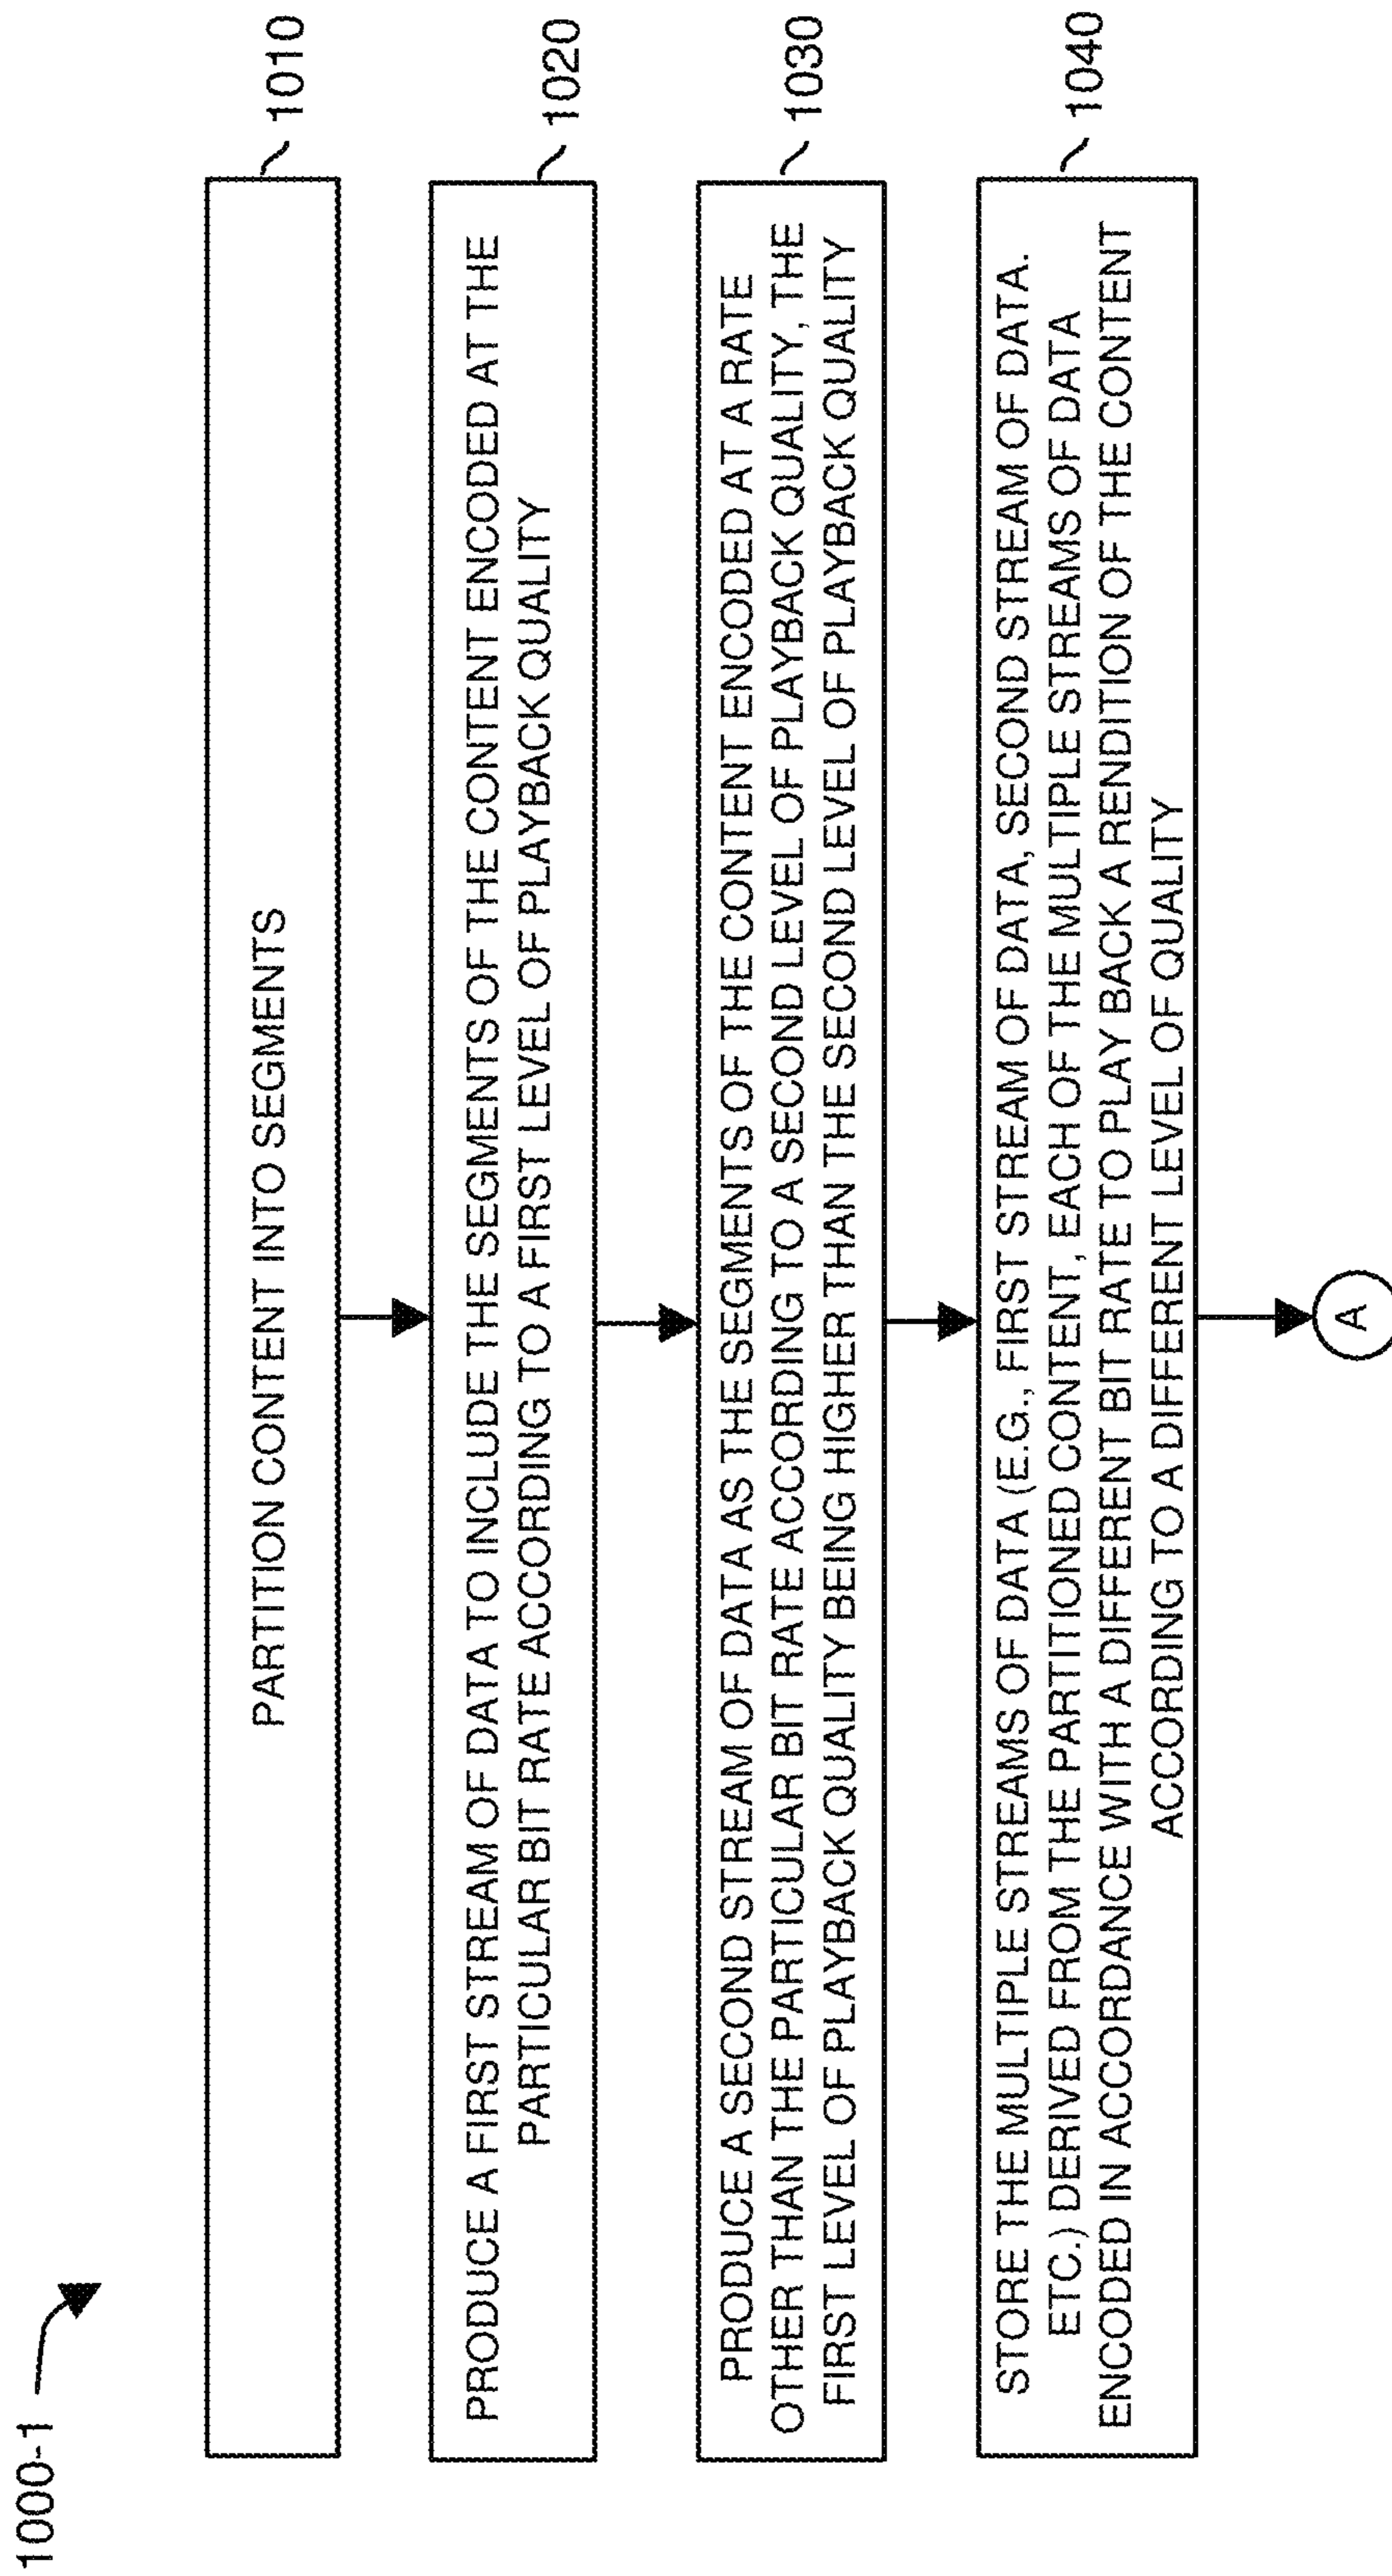 1000-1
PARTITION CONTENT INTO SEGMENTS
1010
PRODUCE A FIRST STREAM OF DATA TO INCLUDE THE SEGMENTS OF THE CONTENT ENCODED AT THE
PARTICULAR BIT RATE ACCORDING TO A FIRST LEVEL OF PLAYBACK QUALITY
1020
PRODUCE A SECOND STREAM OF DATA AS THE SEGMENTS OF THE CONTENT ENCODED AT A RATE
OTHER THAN THE PARTICULAR BIT RATE ACCORDING TO A SECOND LEVEL OF PLAYBACK QUALITY, THE
FIRST LEVEL OF PLAYBACK QUALITY BEING HIGHER THAN THE SECOND LEVEL OF PLAYBACK QUALITY
1030
STORE THE MULTIPLE STREAMS OF DATA (E.G., FIRST STREAM OF DATA, SECOND STREAM OF DATA.
ETC.) DERIVED FROM THE PARTITIONED CONTENT, EACH OF THE MULTIPLE STREAMS OF DATA
ENCODED IN ACCORDANCE WITH A DIFFERENT BIT RATE TO PLAY BACK A RENDITION OF THE CONTENT
ACCORDING TO A DIFFERENT LEVEL OF QUALITY
1040
A